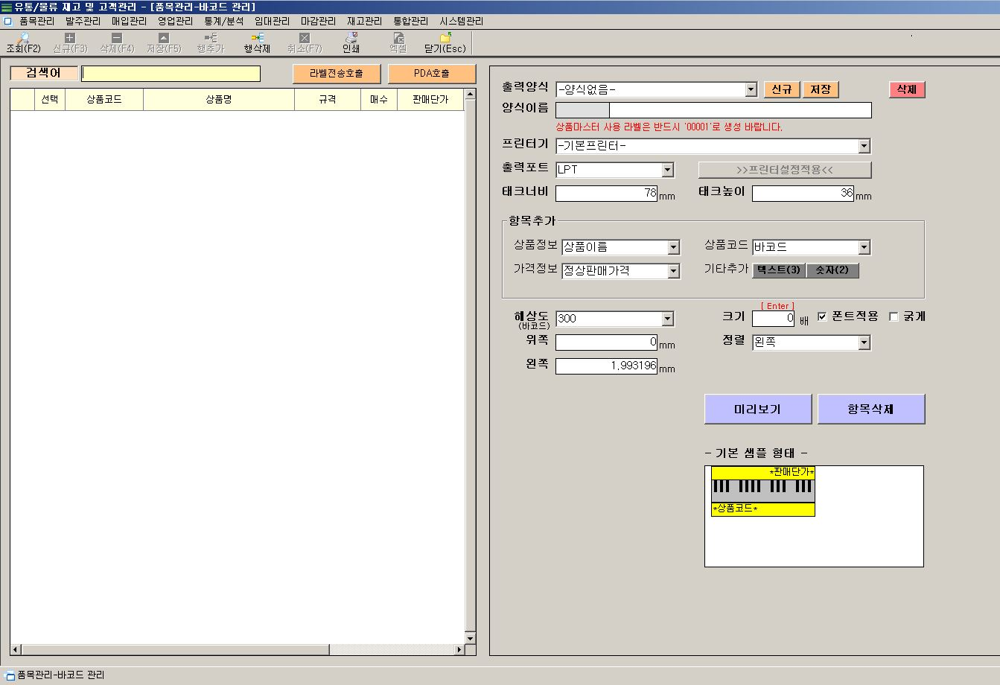 유통/물류 재고 및 고객관리 - [품목관리-바코드 관리]
품목관리 발주관리 매입관리 영업관리 통계/분석 임대관리 마감관리 재고관리 통합관리 시스템관리
조회(F2) 신규(F3) 삭제(F4) 저장(F5) 행추가 행삭제 취소(F7) 인쇄 엑셀 닫기(Esc)
검색어 라벨전송호출 PDA호출
선택 상품코드 상품명 규격 매수 판매단가
출력양식 -양식없음- 신규 저장 삭제
양식이름
상품마스터 사용 라벨은 반드시 '00001'로 생성 바랍니다.
프린터기 -기본프린터-
출력포트 LPT >>프린터설정적용<<
태크너비 78 mm 태크높이 36 mm
항목추가
상품정보 상품이름 상품코드 바코드
가격정보 정상판매가격 기타추가 텍스트(3) 숫자(2)
[ Enter ]
해상도 300 크기 0 배 폰트적용 굵게
(바코드)
위쪽 0 mm 정렬 왼쪽
왼쪽 1.993196 mm
미리보기 항목삭제
- 기본 샘플 형태 -
*판매단가*
*상품코드*
품목관리-바코드 관리